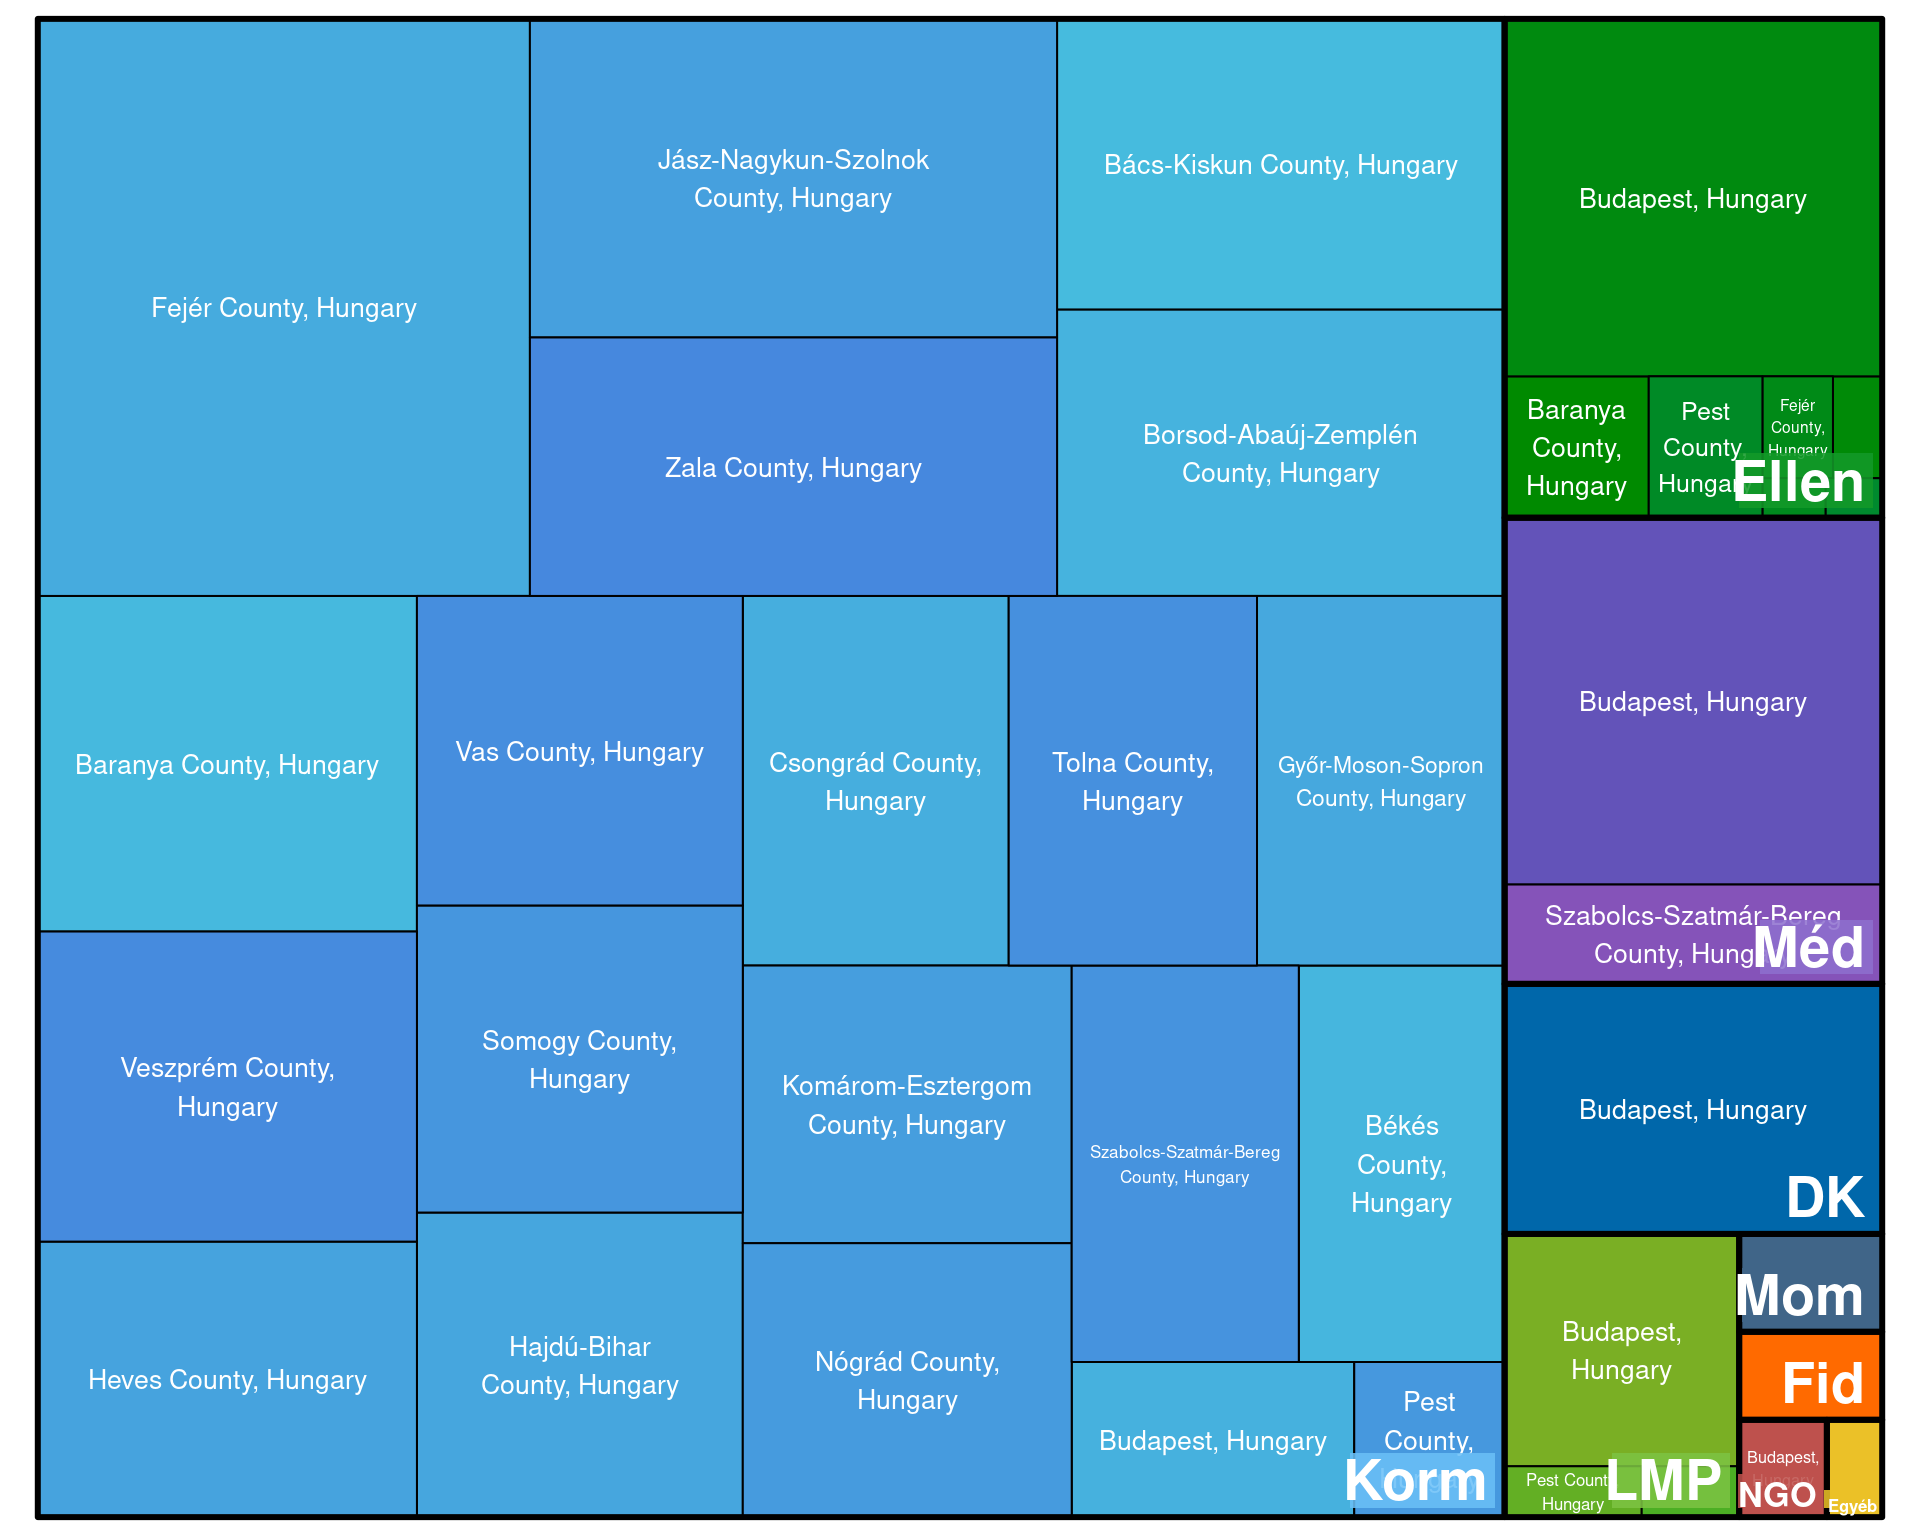 Fejér County, Hungary
Jász-Nagykun-Szolnok
County, Hungary
Zala County, Hungary
Bács-Kiskun County, Hungary
Borsod-Abaúj-Zemplén
County, Hungary
Baranya County, Hungary
Veszprém County,
Hungary
Heves County, Hungary
Vas County, Hungary
Somogy County,
Hungary
Hajdú-Bihar
County, Hungary
Csongrád County,
Hungary
Tolna County,
Hungary
Győr-Moson-Sopron
County, Hungary
Komárom-Esztergom
County, Hungary
Nógrád County,
Hungary
Szabolcs-Szatmár-Bereg
County, Hungary
Békés
County,
Hungary
Budapest, Hungary
Pest
County,
Hungary
Korm
Budapest, Hungary
Baranya
County,
Hungary
Pest
County,
Hungary
Fejér
County,
Hungary
Ellen
Budapest, Hungary
Szabolcs-Szatmár-Bereg
County, Hungary
Méd
Budapest, Hungary
DK
Budapest,
Hungary
Pest County,
Hungary
LMP
Mom
Fid
Budapest,
Hungary
NGO
Egyéb